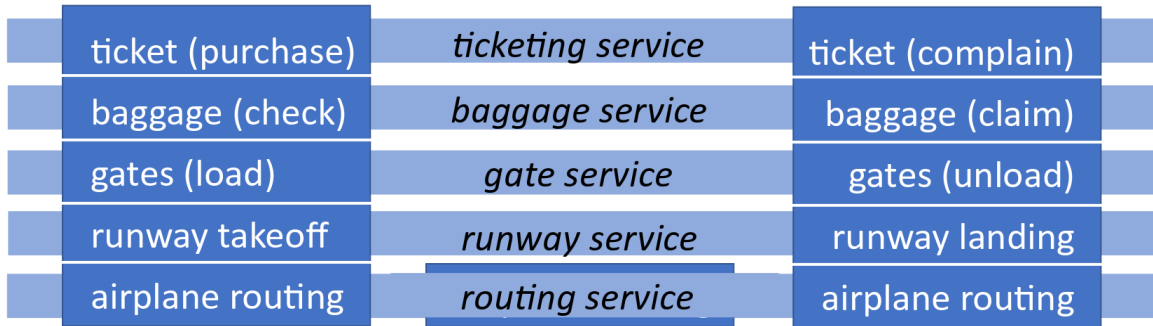 ticket (purchase) ticketing service ticket (complain)
baggage (check) baggage service baggage (claim)
gates (load) gate service gates (unload)
runway takeoff runway service runway landing
airplane routing routing service airplane routing